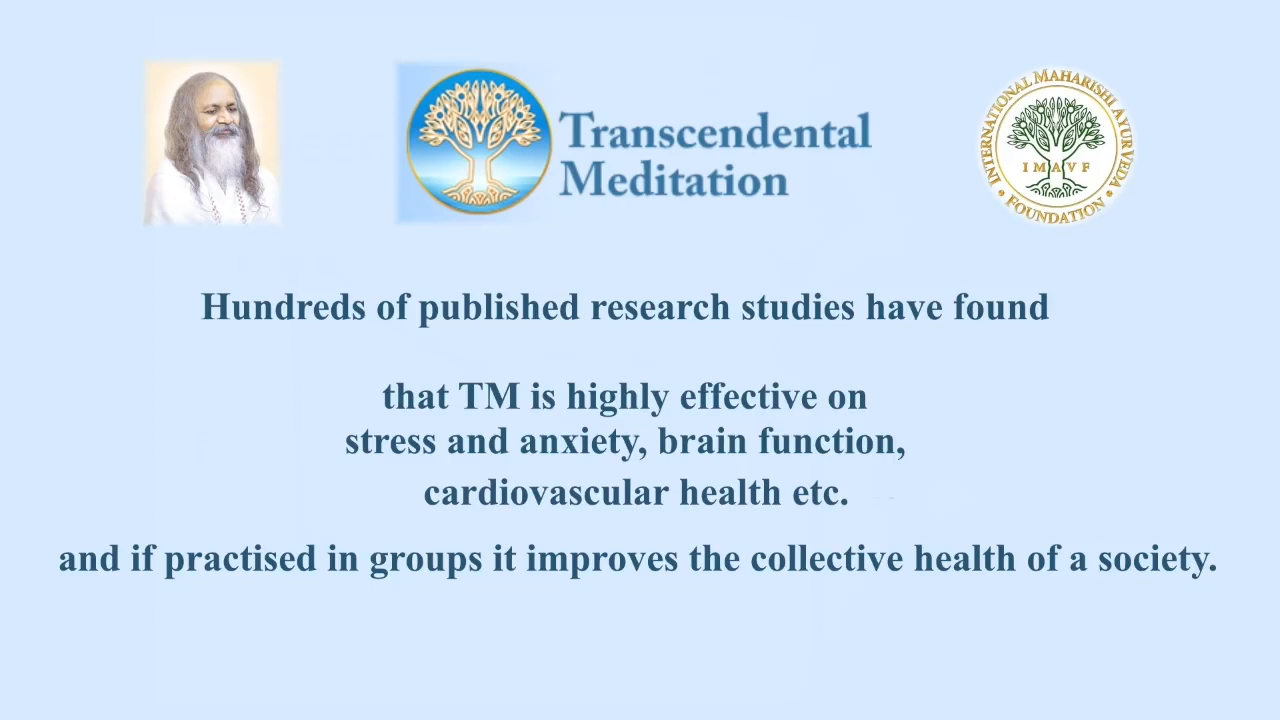 Transcendental
Meditation
INTERNATIONAL MAHARISHI AYURVEDA
IMAVF
• FOUNDATION •
Hundreds of published research studies have found
that TM is highly effective on
stress and anxiety, brain function,
cardiovascular health etc.
and if practised in groups it improves the collective health of a society.